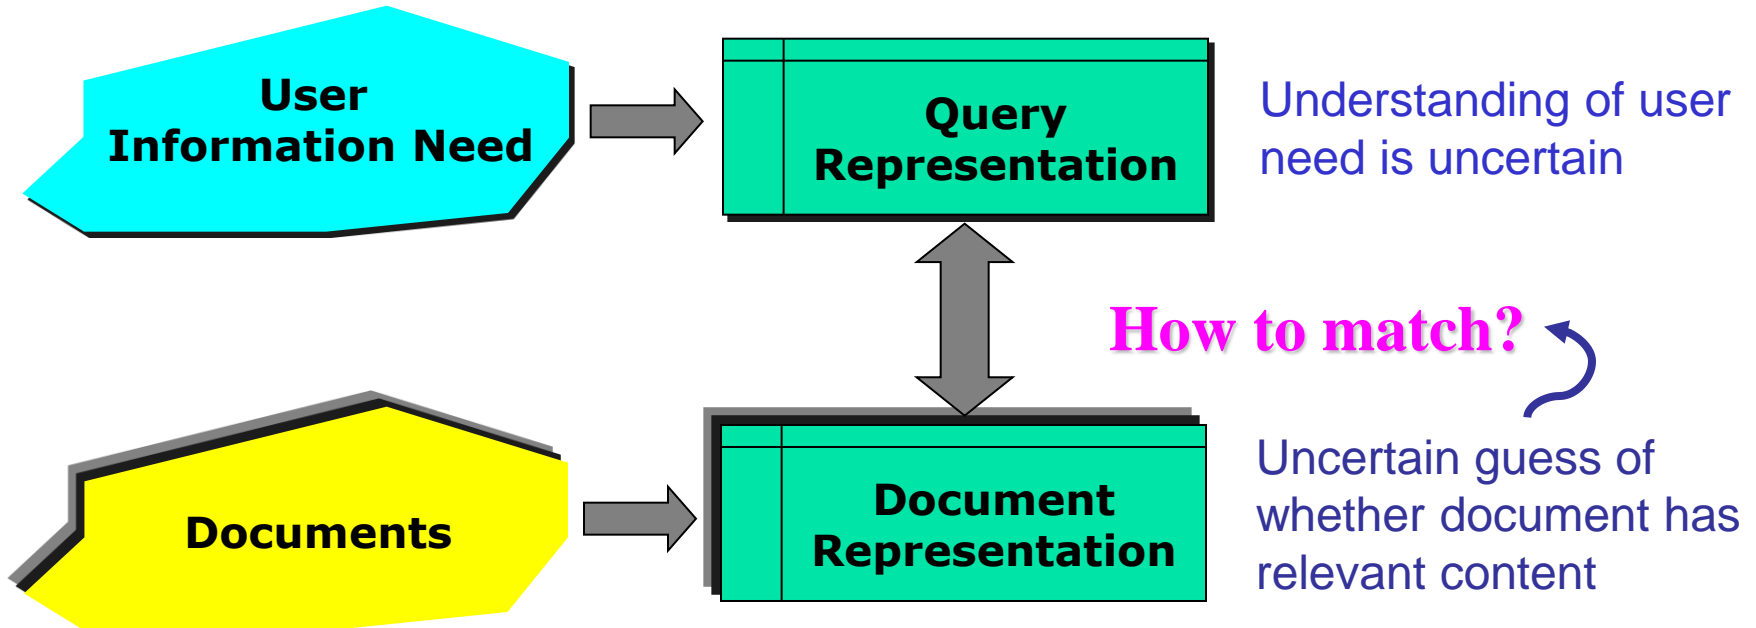 User
Information Need
Query
Representation
Understanding of user
need is uncertain
How to match?
Documents
Document
Representation
Uncertain guess of
whether document has
relevant content